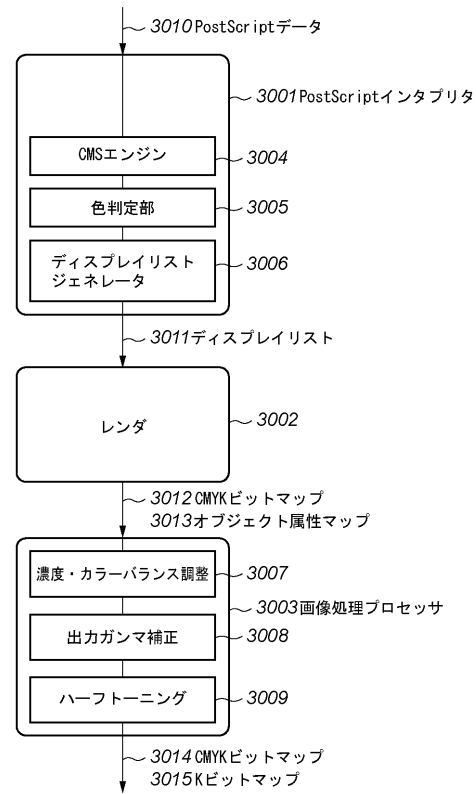 3010 PostScriptデータ
3001 PostScriptインタプリタ
CMSエンジン
3004
色判定部
3005
ディスプレイリスト
ジェネレータ
3006
3011 ディスプレイリスト
レンダ
3002
3012 CMYKビットマップ
3013 オブジェクト属性マップ
濃度・カラーバランス調整
3007
3003 画像処理プロセッサ
出力ガンマ補正
3008
ハーフトーニング
3009
3014 CMYKビットマップ
3015 Kビットマップ